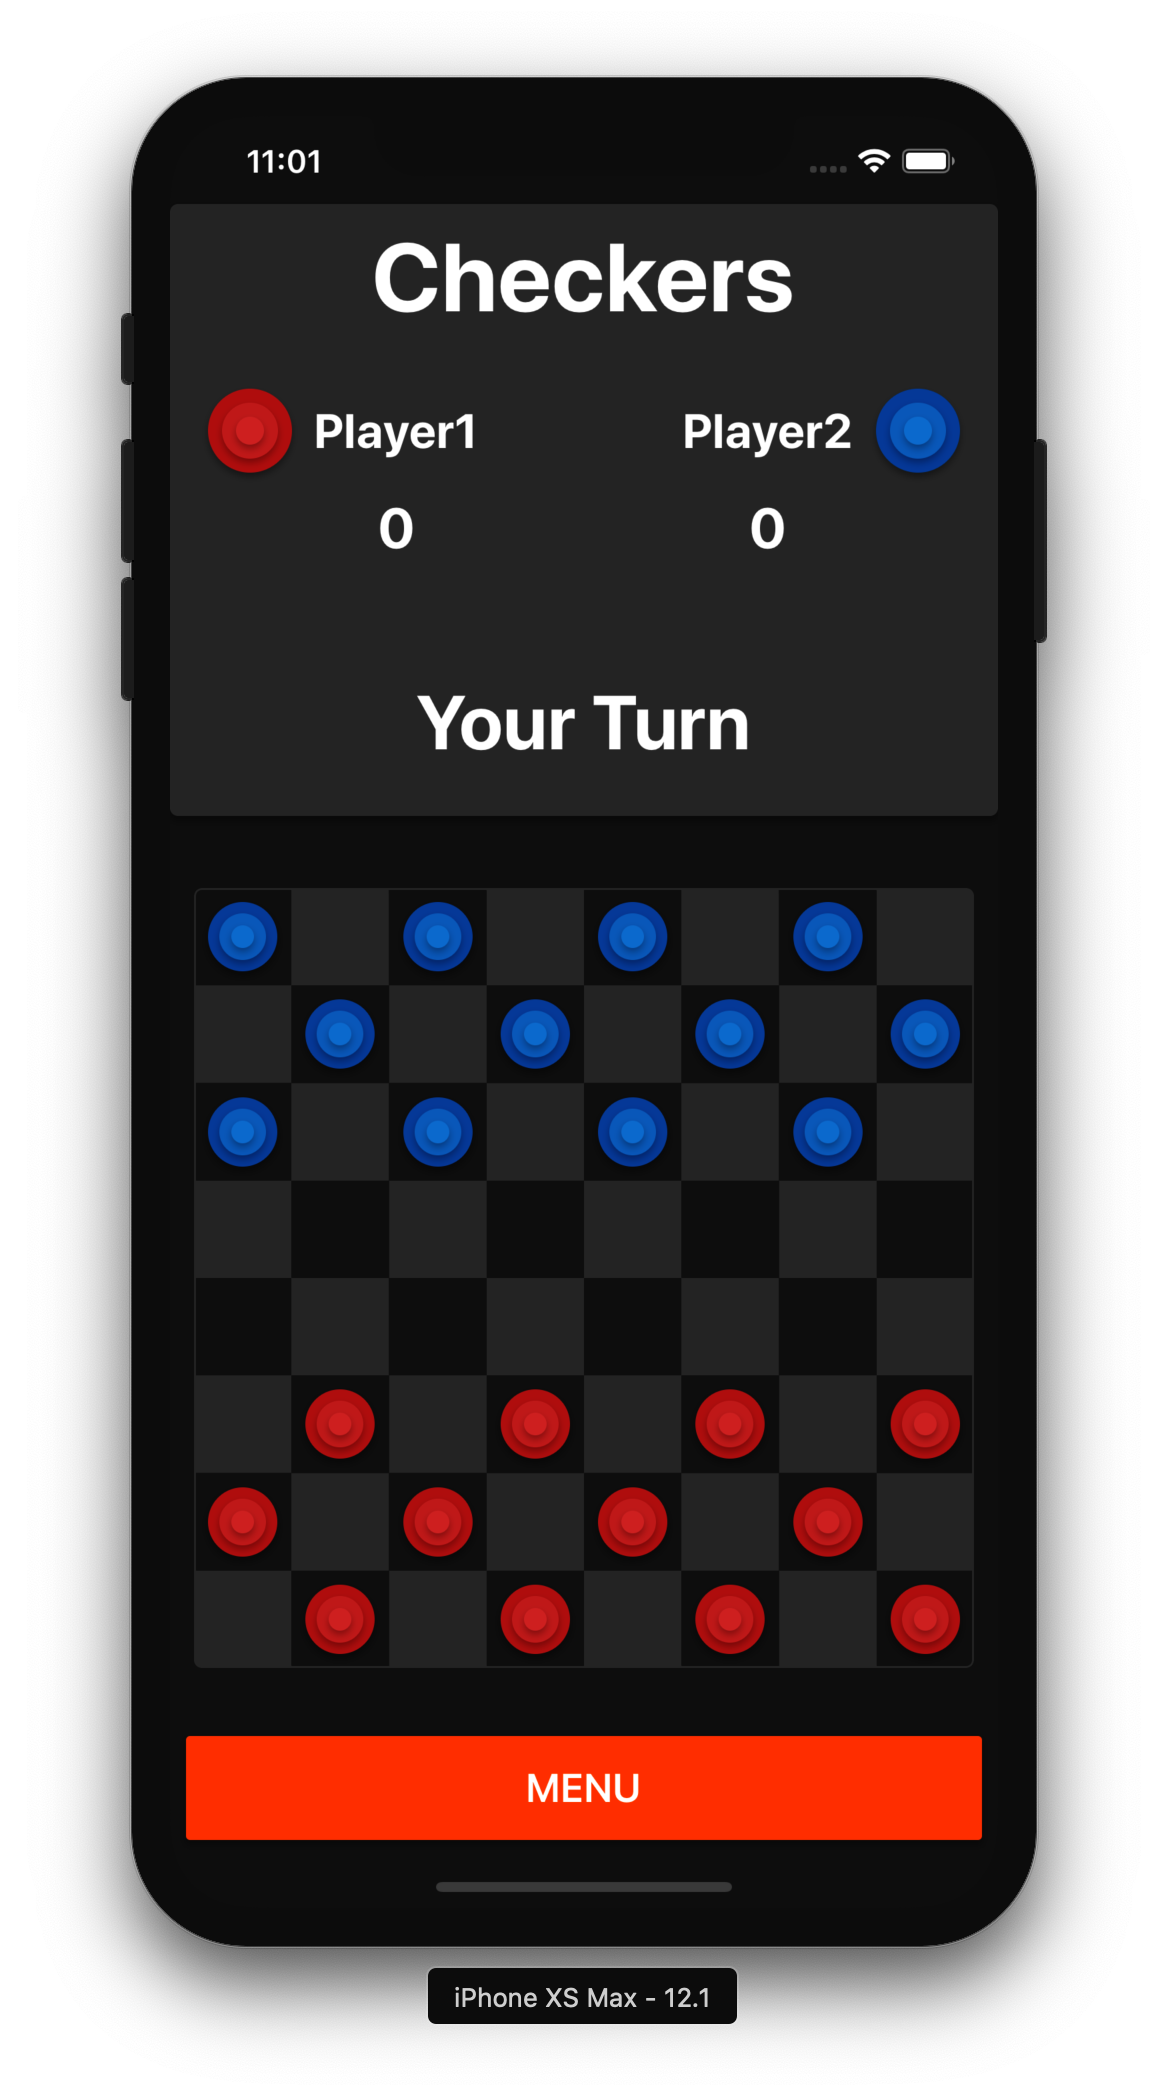 11:01
Checkers
Player1 Player2
0 0
Your Turn
MENU
iPhone XS Max - 12.1